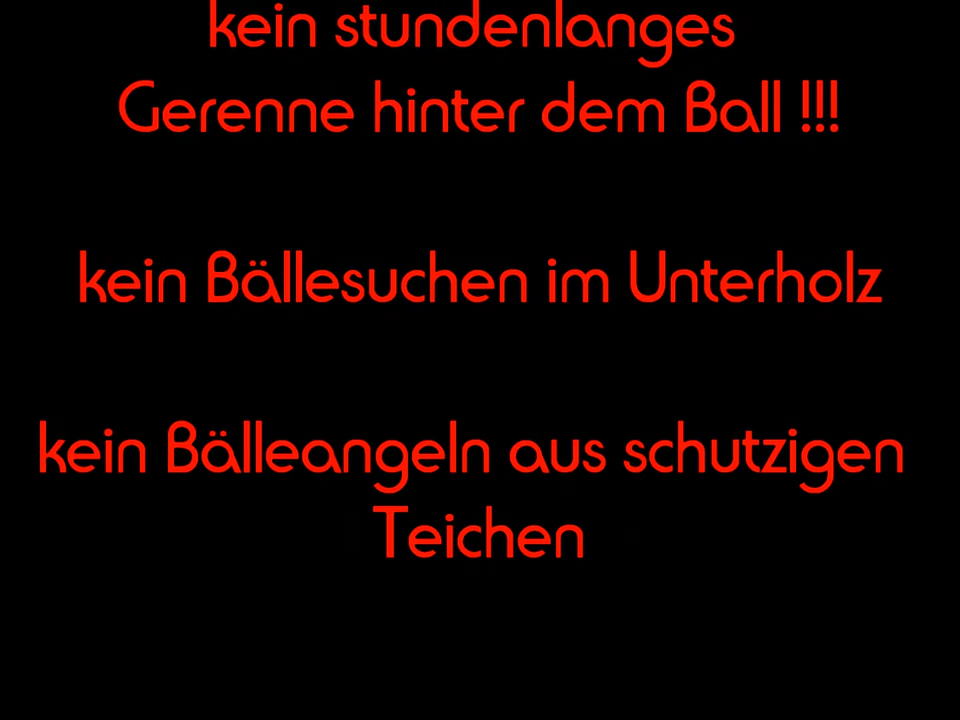 kein stundenlanges
Gerenne hinter dem Ball !!!
kein Bällesuchen im Unterholz
kein Bälleangeln aus schutzigen
Teichen